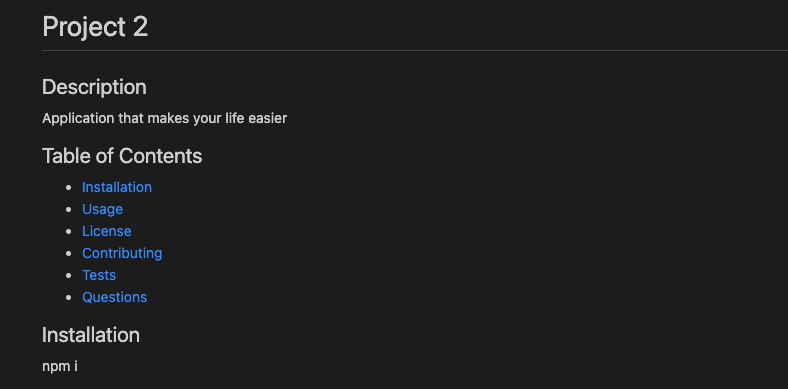 Project 2
Description
Application that makes your life easier
Table of Contents
Installation
Usage
License
Contributing
Tests
Questions
Installation
npm i